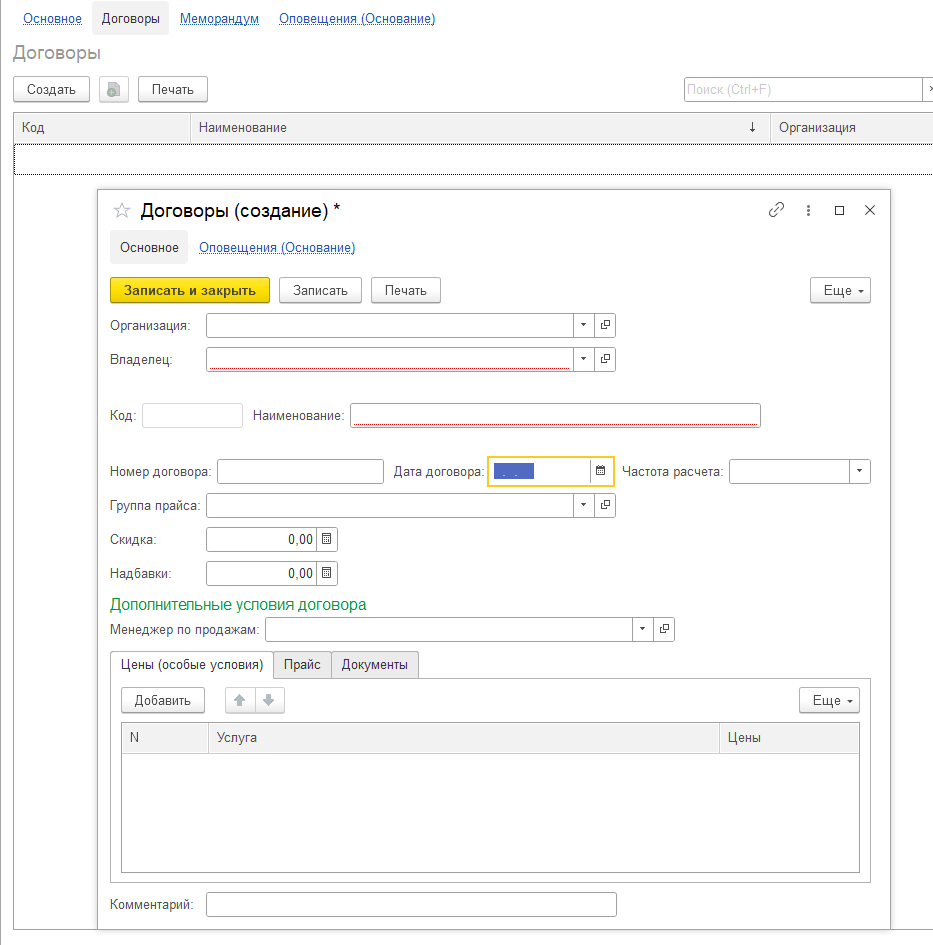 Основное Договоры Меморандум Оповещения (Основание)
Договоры
Создать Печать Поиск (Ctrl+F) ×
Код Наименование ↓ Организация
Договоры (создание) *
Основное Оповещения (Основание)
Записать и закрыть Записать Печать Еще
Организация:
Владелец:
Код: Наименование:
Номер договора: Дата договора: . . Частота расчета:
Группа прайса:
Скидка: 0,00
Надбавки: 0,00
Дополнительные условия договора
Менеджер по продажам:
Цены (особые условия) Прайс Документы
Добавить Еще
N Услуга Цены
Комментарий: